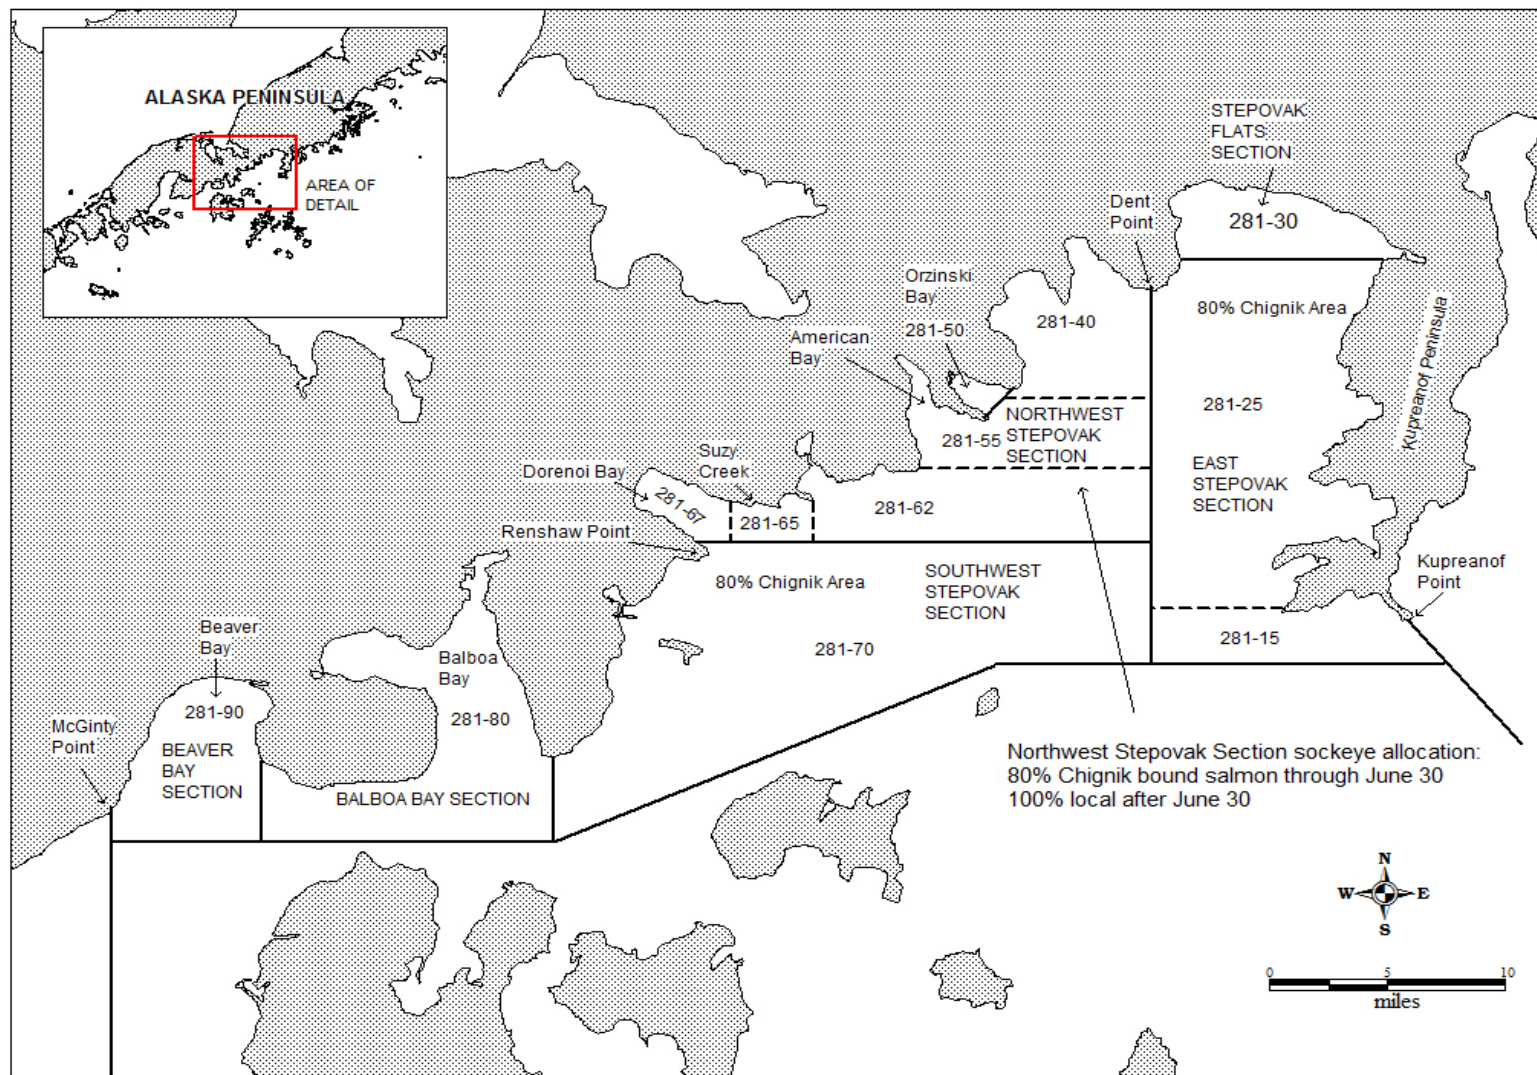 ALASKA PENINSULA
AREA OF
DETAIL
STEPOVAK
FLATS
SECTION
281-30
Dent
Point
Orzinski
Bay
281-50
American
Bay
281-40
80% Chignik Area
Kupreanof Peninsula
281-25
NORTHWEST
STEPOVAK
SECTION
281-55
EAST
STEPOVAK
SECTION
Suzy
Creek
Dorenoi Bay
281-67
281-65
281-62
Renshaw Point
80% Chignik Area
SOUTHWEST
STEPOVAK
SECTION
Kupreanof
Point
281-15
281-70
Beaver
Bay
Balboa
Bay
281-90
281-80
McGinty
Point
BEAVER
BAY
SECTION
BALBOA BAY SECTION
Northwest Stepovak Section sockeye allocation:
80% Chignik bound salmon through June 30
100% local after June 30
N
W
E
S
0 5 10
miles